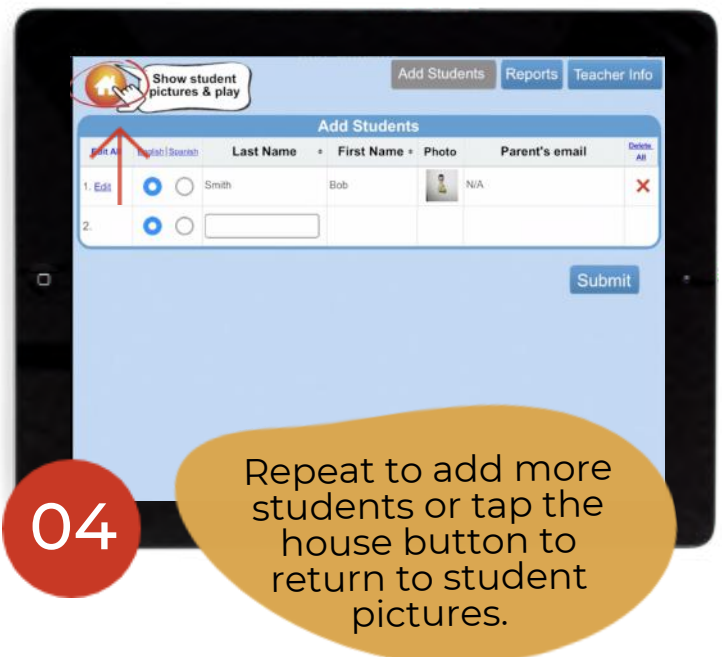 Show student
pictures & play
Add Students Reports Teacher Info
Add Students
Edit All English | Spanish Last Name First Name Photo Parent's email Delete All
1. Edit Smith Bob N/A
2.
Submit
04
Repeat to add more
students or tap the
house button to
return to student
pictures.